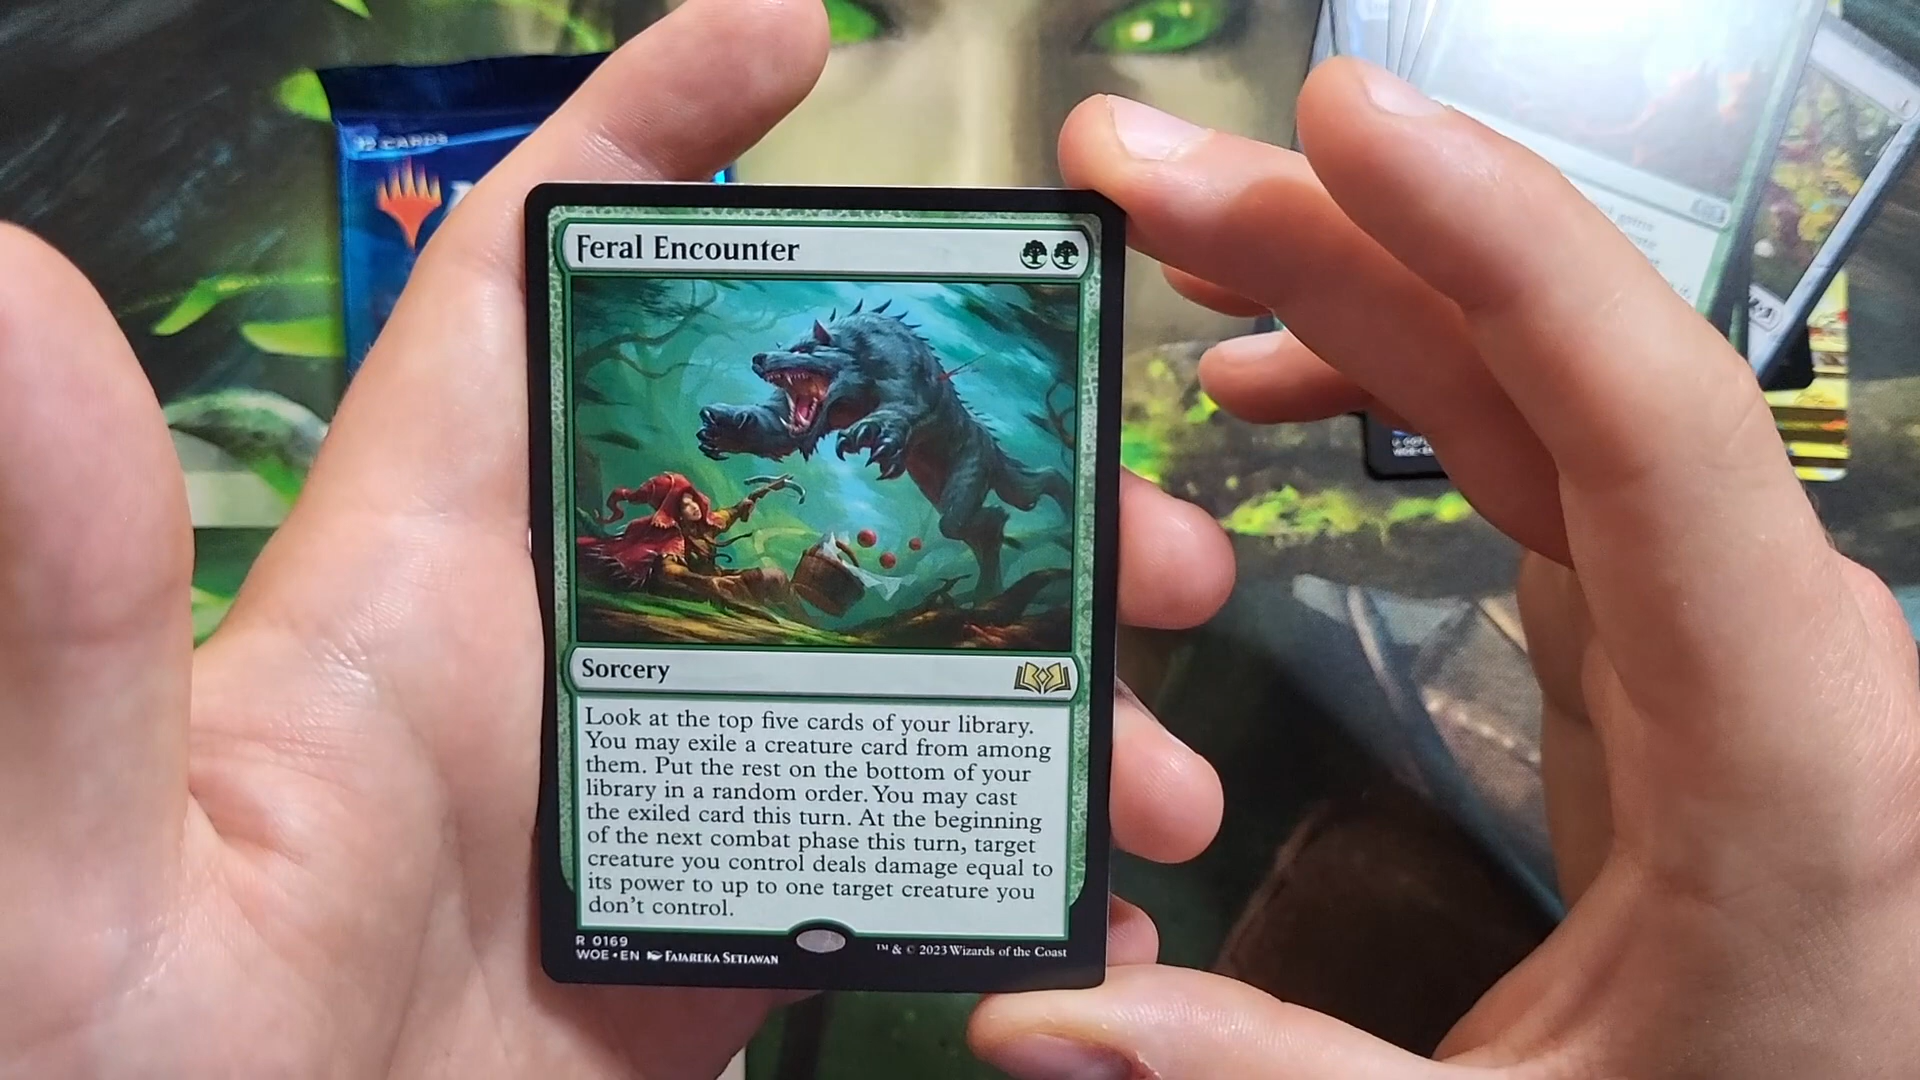 12 CARDS
Feral Encounter
Sorcery
Look at the top five cards of your library.
You may exile a creature card from among
them. Put the rest on the bottom of your
library in a random order. You may cast
the exiled card this turn. At the beginning
of the next combat phase this turn, target
creature you control deals damage equal to
its power to up to one target creature you
don't control.
R 0169
WOE•EN FAJAREKA SETIAWAN
™ & © 2023 Wizards of the Coast